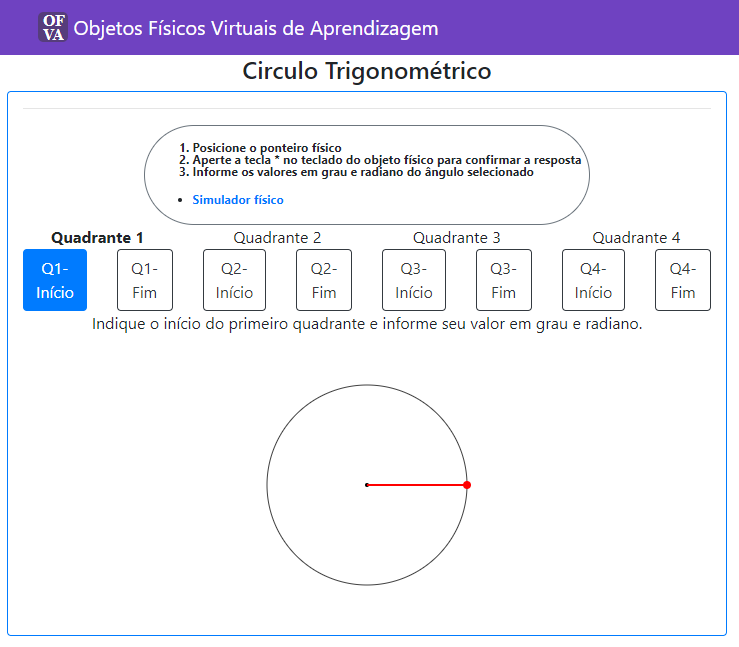 OF
VA
Objetos Físicos Virtuais de Aprendizagem
Circulo Trigonométrico
1. Posicione o ponteiro físico
2. Aperte a tecla * no teclado do objeto físico para confirmar a resposta
3. Informe os valores em grau e radiano do ângulo selecionado
• Simulador físico
Quadrante 1 Quadrante 2 Quadrante 3 Quadrante 4
Q1-Início Q1-Fim Q2-Início Q2-Fim Q3-Início Q3-Fim Q4-Início Q4-Fim
Indique o início do primeiro quadrante e informe seu valor em grau e radiano.